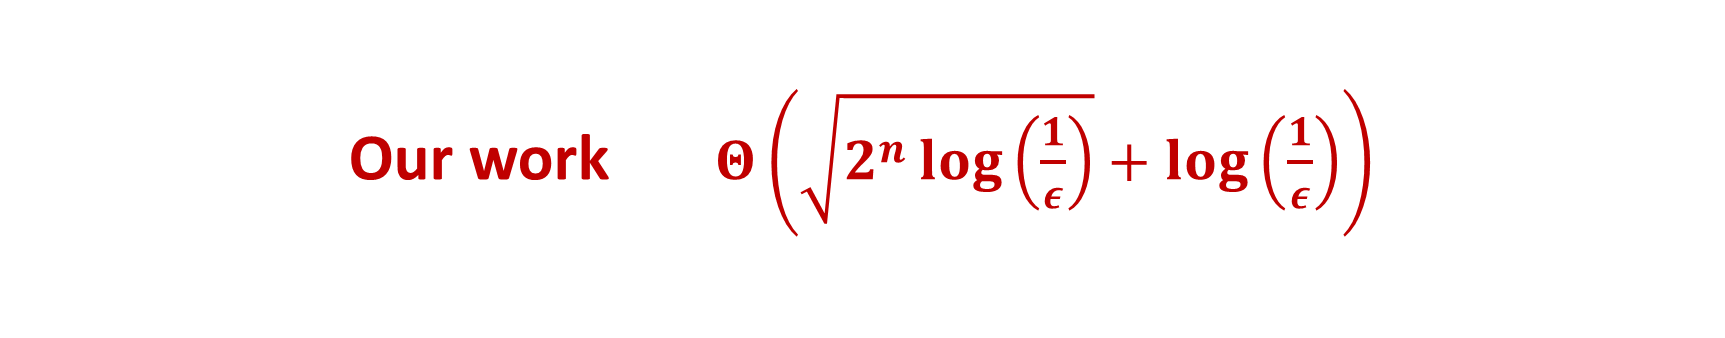 Our work Θ(√(2ⁿ log(1/ϵ)) + log(1/ϵ))